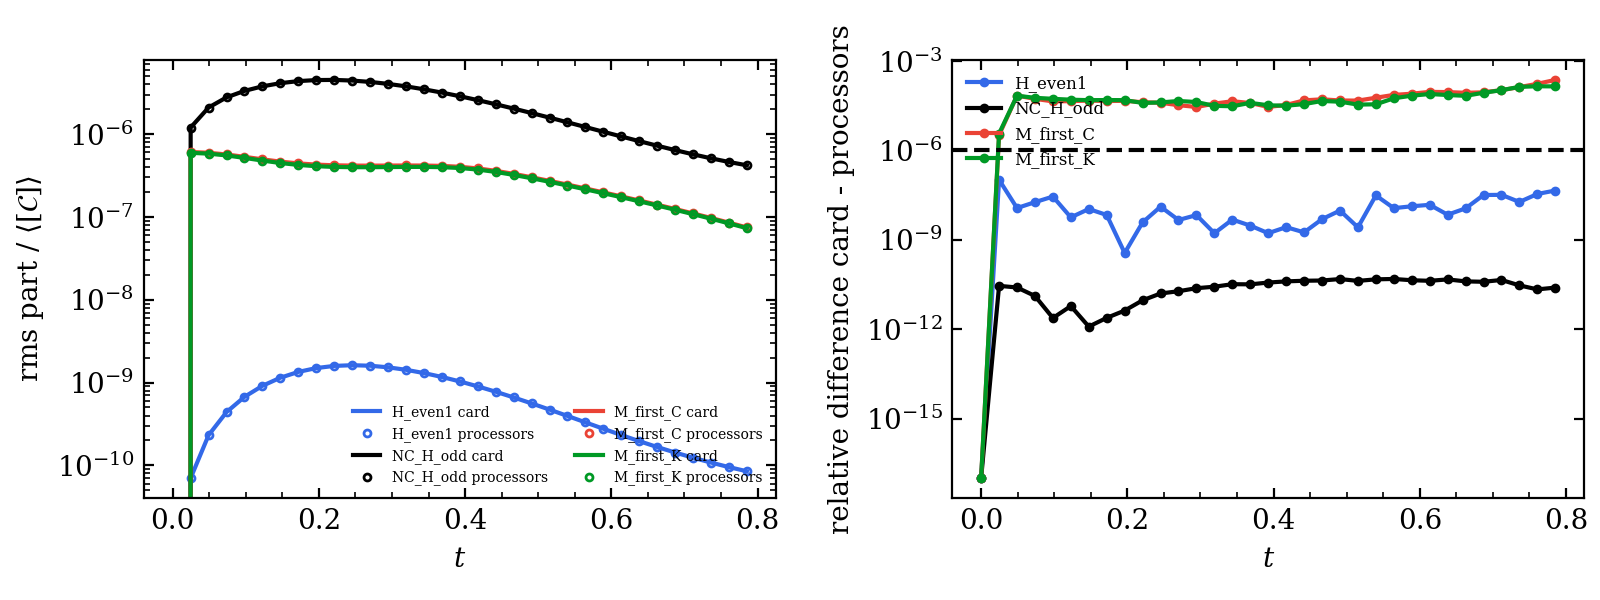 rms part / ⟨[C]⟩
10⁻⁶
10⁻⁷
10⁻⁸
10⁻⁹
10⁻¹⁰
H_even1 card
H_even1 processors
NC_H_odd card
NC_H_odd processors
M_first_C card
M_first_C processors
M_first_K card
M_first_K processors
0.0 0.2 0.4 0.6 0.8
t
relative difference card - processors
10⁻³
10⁻⁶
10⁻⁹
10⁻¹²
10⁻¹⁵
H_even1
NC_H_odd
M_first_C
M_first_K
0.0 0.2 0.4 0.6 0.8
t